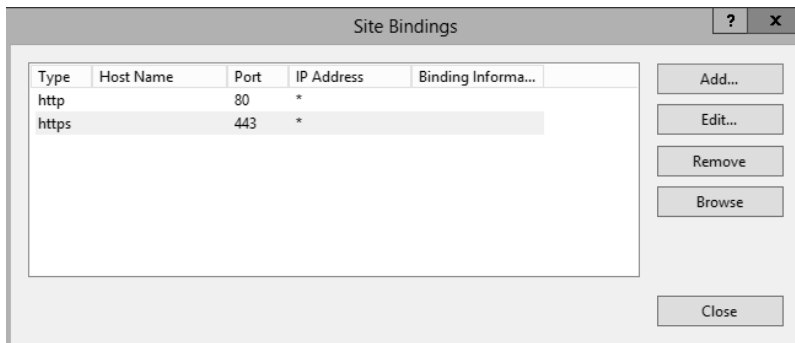 Site Bindings
? x
Type Host Name Port IP Address Binding Informa...
http 80 *
https 443 *
Add...
Edit...
Remove
Browse
Close